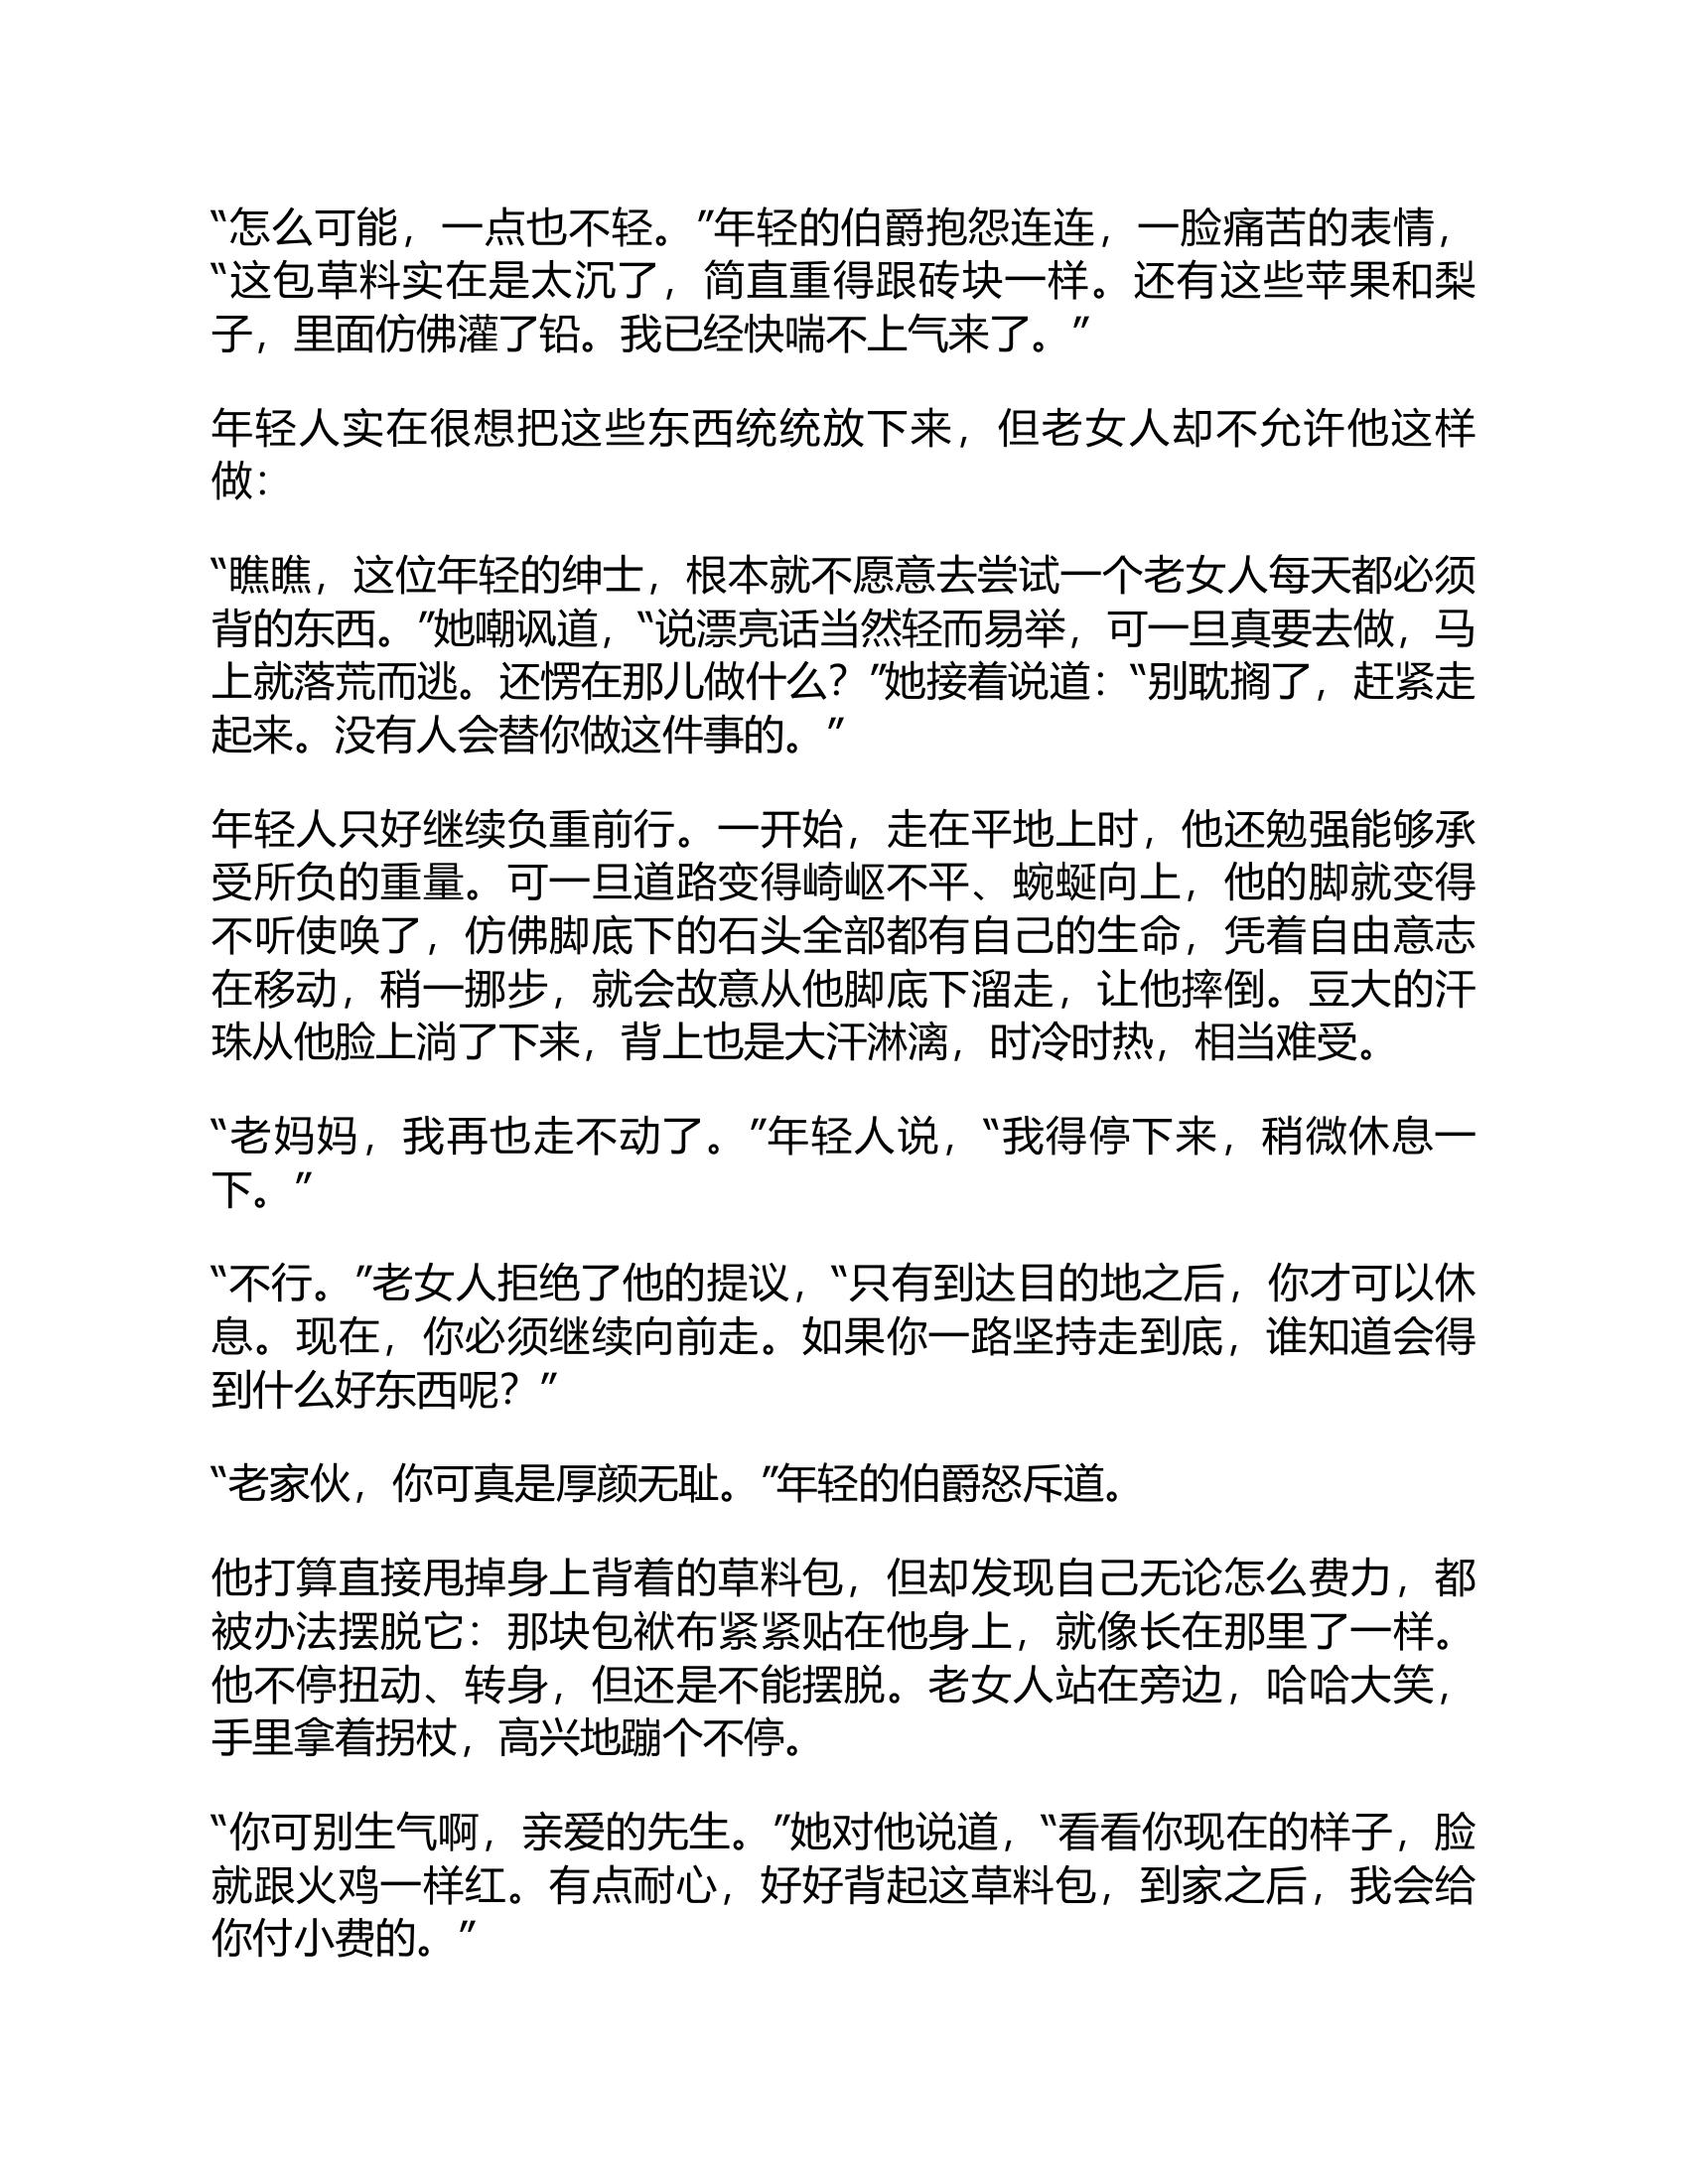 “怎么可能，一点也不轻。”年轻的伯爵抱怨连连，一脸痛苦的表情，
“这包草料实在是太沉了，简直重得跟砖块一样。还有这些苹果和梨
子，里面仿佛灌了铅。我已经快喘不上气来了。”
年轻人实在很想把这些东西统统放下来，但老女人却不允许他这样
做：
“瞧瞧，这位年轻的绅士，根本就不愿意去尝试一个老女人每天都必须
背的东西。”她嘲讽道，“说漂亮话当然轻而易举，可一旦真要去做，马
上就落荒而逃。还愣在那儿做什么？”她接着说道：“别耽搁了，赶紧走
起来。没有人会替你做这件事的。”
年轻人只好继续负重前行。一开始，走在平地上时，他还勉强能够承
受所负的重量。可一旦道路变得崎岖不平、蜿蜒向上，他的脚就变得
不听使唤了，仿佛脚底下的石头全部都有自己的生命，凭着自由意志
在移动，稍一挪步，就会故意从他脚底下溜走，让他摔倒。豆大的汗
珠从他脸上淌了下来，背上也是大汗淋漓，时冷时热，相当难受。
“老妈妈，我再也走不动了。”年轻人说，“我得停下来，稍微休息一
下。”
“不行。”老女人拒绝了他的提议，“只有到达目的地之后，你才可以休
息。现在，你必须继续向前走。如果你一路坚持走到底，谁知道会得
到什么好东西呢？”
“老家伙，你可真是厚颜无耻。”年轻的伯爵怒斥道。
他打算直接甩掉身上背着的草料包，但却发现自己无论怎么费力，都
被办法摆脱它：那块包袱布紧紧贴在他身上，就像长在那里了一样。
他不停扭动、转身，但还是不能摆脱。老女人站在旁边，哈哈大笑，
手里拿着拐杖，高兴地蹦个不停。
“你可别生气啊，亲爱的先生。”她对他说道，“看看你现在的样子，脸
就跟火鸡一样红。有点耐心，好好背起这草料包，到家之后，我会给
你付小费的。”